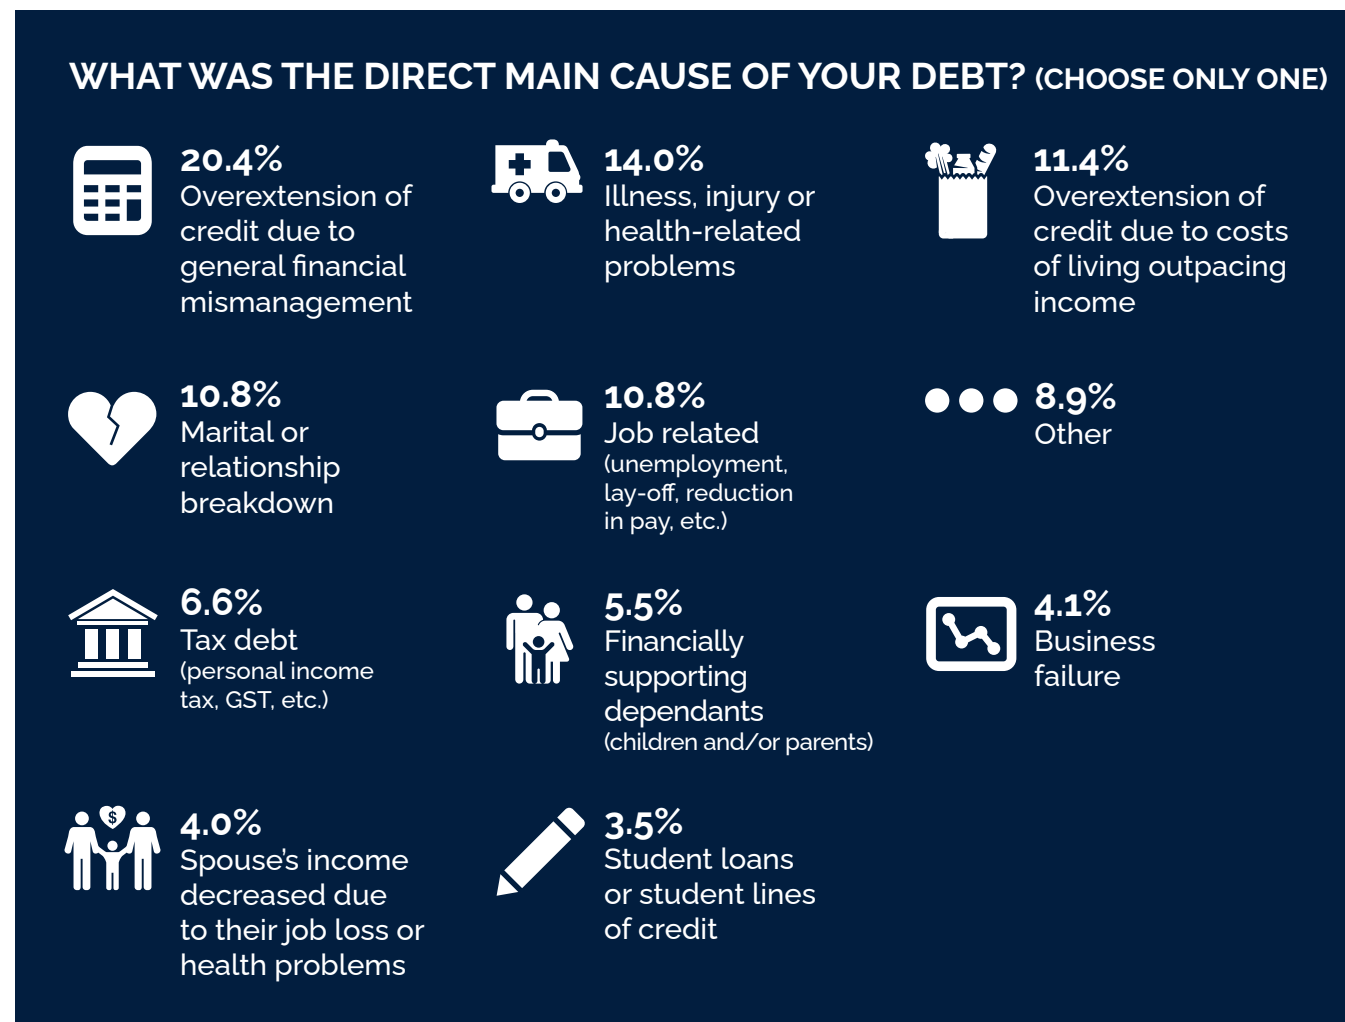 WHAT WAS THE DIRECT MAIN CAUSE OF YOUR DEBT? (CHOOSE ONLY ONE)
20.4%
Overextension of
credit due to
general financial
mismanagement
14.0%
Illness, injury or
health-related
problems
11.4%
Overextension of
credit due to costs
of living outpacing
income
10.8%
Marital or
relationship
breakdown
10.8%
Job related
(unemployment,
lay-off, reduction
in pay, etc.)
8.9%
Other
6.6%
Tax debt
(personal income
tax, GST, etc.)
5.5%
Financially
supporting
dependants
(children and/or parents)
4.1%
Business
failure
$
4.0%
Spouse’s income
decreased due
to their job loss or
health problems
3.5%
Student loans
or student lines
of credit